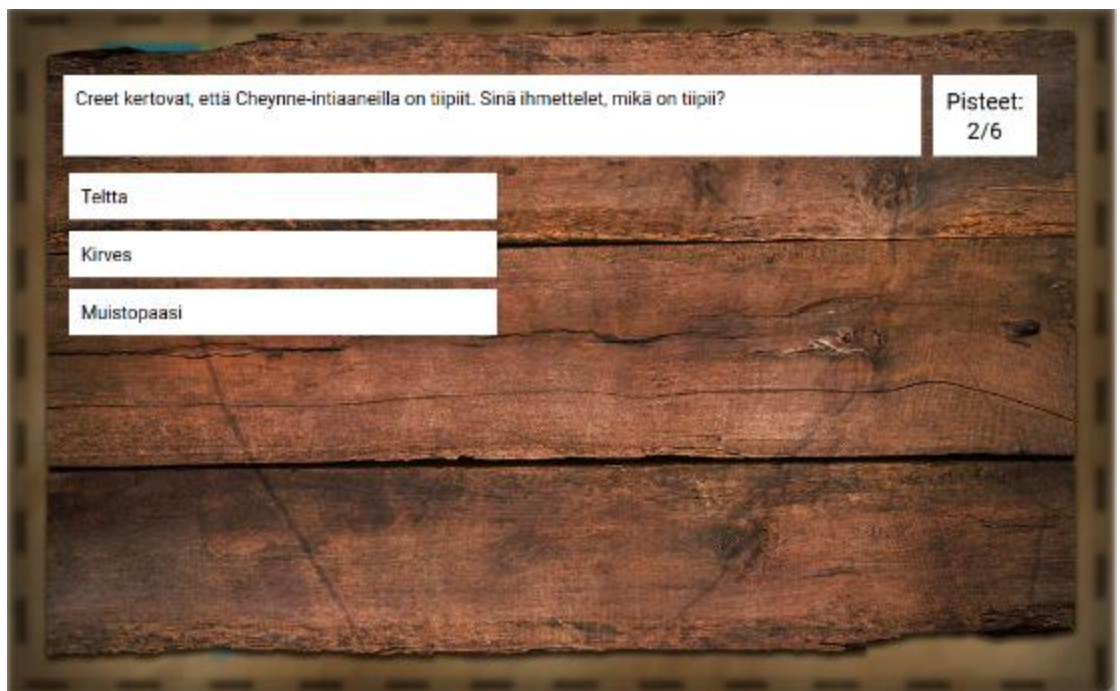 Creet kertovat, että Cheynne-intiaaneilla on tiipiit. Sinä ihmettelet, mikä on tiipii?
Pisteet:
2/6
Teltta
Kirves
Muistopaasi